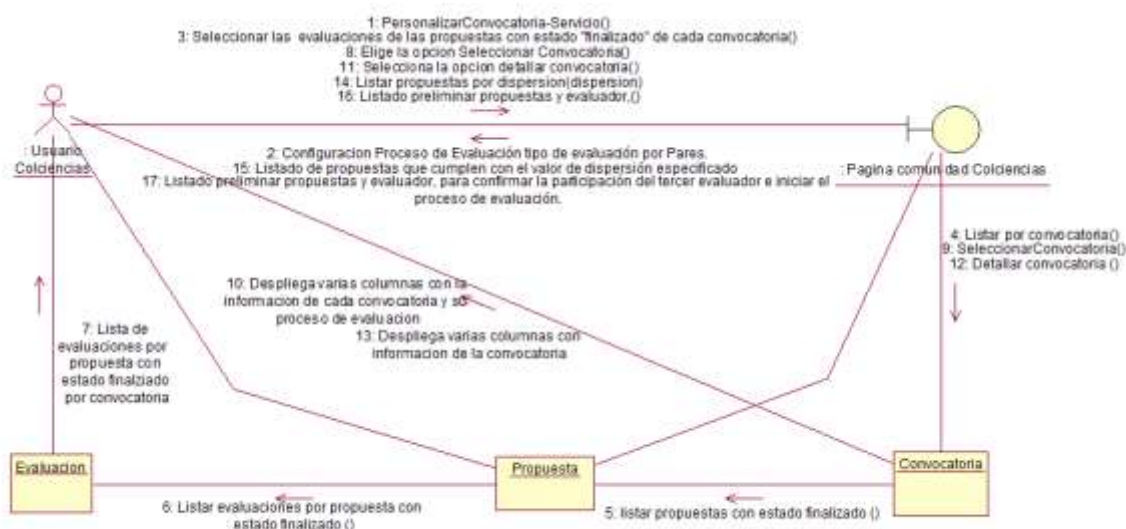 1: PersonalizarConvocatoria-Servicio()
3: Seleccionar las evaluaciones de las propuestas con estado "finalizado" de cada convocatoria()
8: Elige la opcion Seleccionar Convocatoria()
11: Selecciona la opcion detallar convocatoria()
14: Listar propuestas por dispersion(dispersion)
16: Listado preliminar propuestas y evaluador,()
: Usuario
Colciencias
2: Configuracion Proceso de Evaluación tipo de evaluación por Pares.
15: Listado de propuestas que cumplen con el valor de dispersión especificado
17: Listado preliminar propuestas y evaluador, para confirmar la participación del tercer evaluador e iniciar el
proceso de evaluación.
: Pagina comunidad Colciencias
4: Listar por convocatoria()
9: SeleccionarConvocatoria()
12: Detallar convocatoria ()
10: Despliega varias columnas con la
informacion de cada convocatoria y su
proceso de evaluacion
13: Despliega varias columnas con
informacion de la convocatoria
7: Lista de
evaluaciones por
propuesta con
estado finalziado
por convocatoria
Evaluacion
Propuesta
Convocatoria
6: Listar evaluaciones por propuesta con
estado finalizado ()
5: listar propuestas con estado finalizado ()